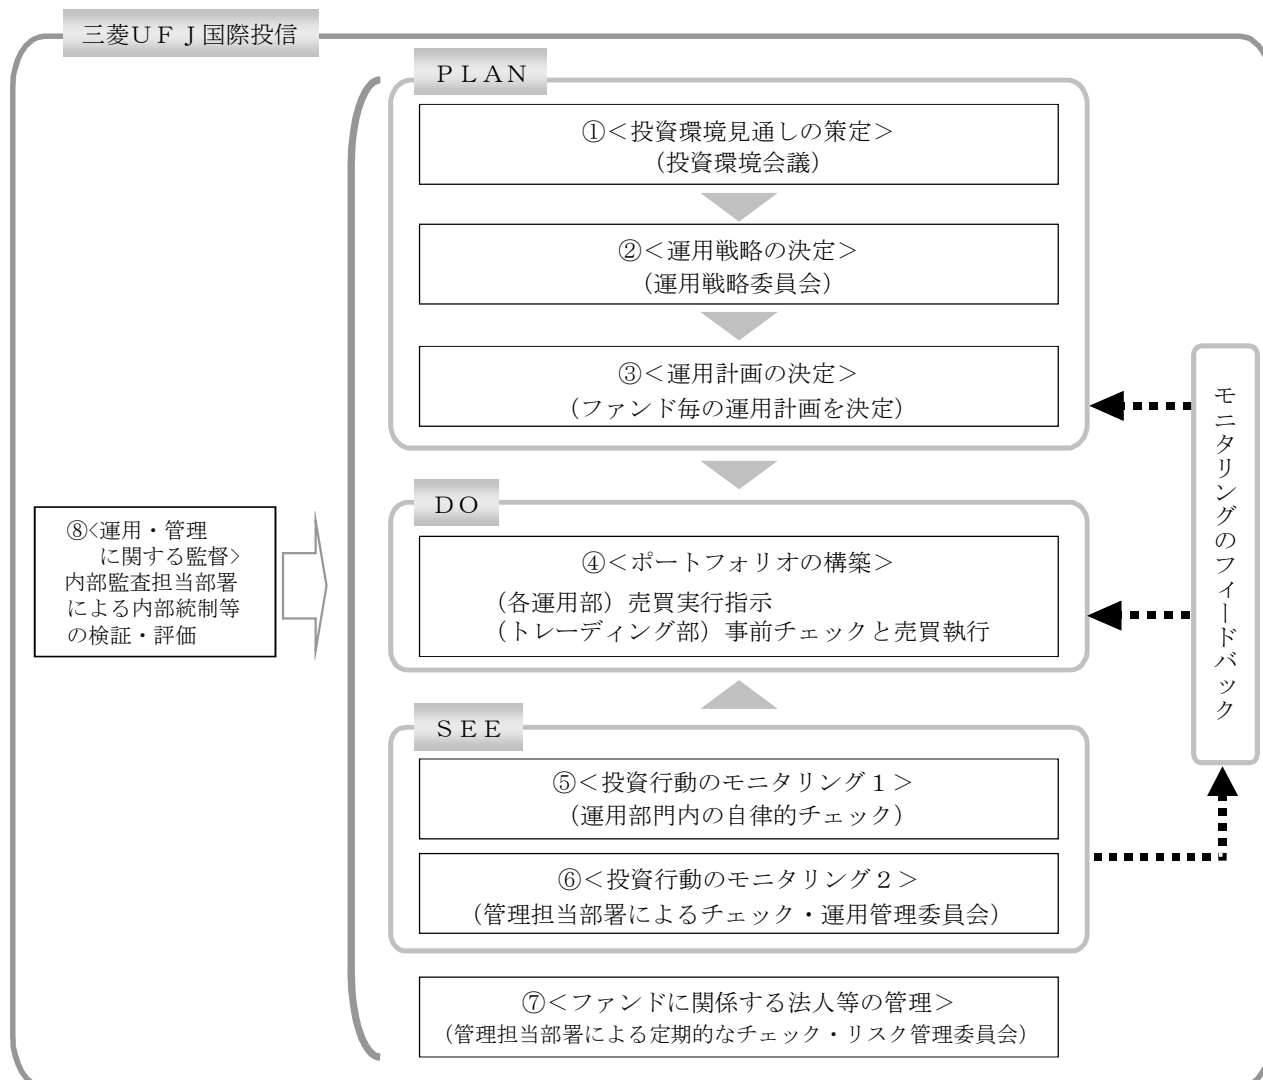 三菱ＵＦＪ国際投信
ＰＬＡＮ
①＜投資環境見通しの策定＞
（投資環境会議）
②＜運用戦略の決定＞
（運用戦略委員会）
③＜運用計画の決定＞
（ファンド毎の運用計画を決定）
ＤＯ
④＜ポートフォリオの構築＞
（各運用部）売買実行指示
（トレーディング部）事前チェックと売買執行
ＳＥＥ
⑤＜投資行動のモニタリング１＞
（運用部門内の自律的チェック）
⑥＜投資行動のモニタリング２＞
（管理担当部署によるチェック・運用管理委員会）
⑦＜ファンドに関係する法人等の管理＞
（管理担当部署による定期的なチェック・リスク管理委員会）
⑧<運用・管理
に関する監督>
内部監査担当部署
による内部統制等
の検証・評価
モニタリングのフィードバック